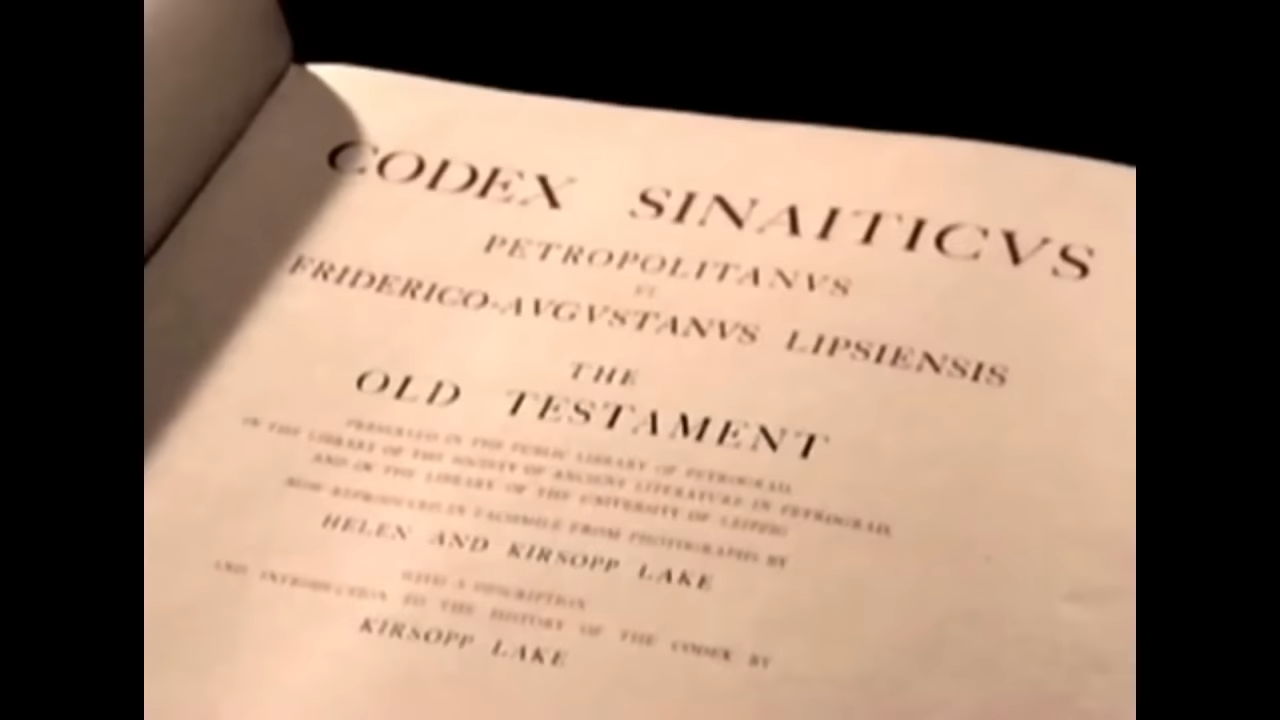 CODEX SINAITICVS
PETROPOLITANVS
ET
FRIDERICO-AVGVSTANVS LIPSIENSIS
THE
OLD TESTAMENT
PRESERVED IN THE PUBLIC LIBRARY OF PETROGRAD,
IN THE LIBRARY OF THE SOCIETY OF ANCIENT LITERATURE IN PETROGRAD,
AND IN THE LIBRARY OF THE UNIVERSITY OF LEIPZIG
NOW REPRODUCED IN FACSIMILE FROM PHOTOGRAPHS BY
HELEN AND KIRSOPP LAKE
WITH A DESCRIPTION
AND INTRODUCTION TO THE HISTORY OF THE CODEX BY
KIRSOPP LAKE